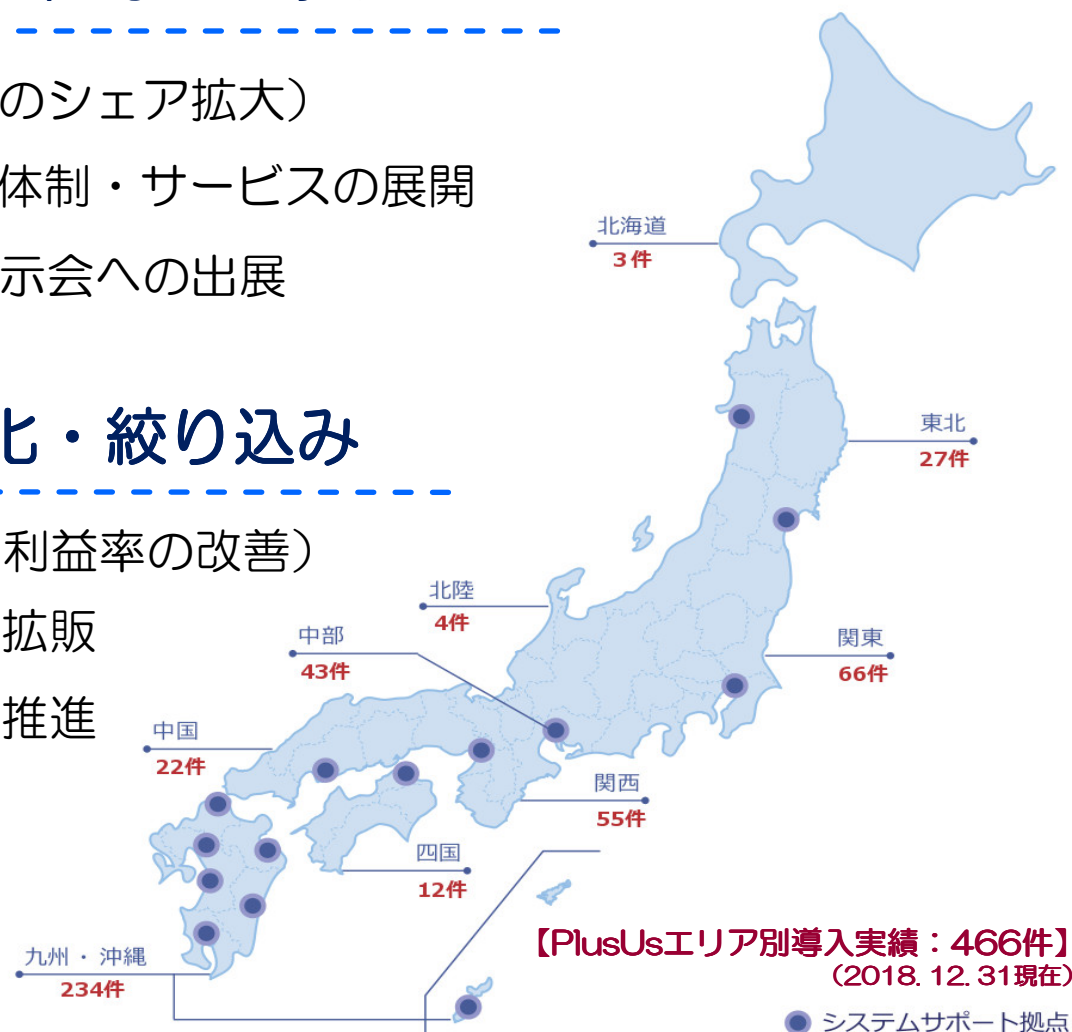 のシェア拡大）
体制・サービスの展開
示会への出展
・絞り込み
利益率の改善）
拡販
推進
北海道
3件
東北
27件
北陸
4件
中部
43件
関東
66件
中国
22件
関西
55件
四国
12件
九州・沖縄
234件
【PlusUsエリア別導入実績：466件】
（2018. 12. 31現在）
システムサポート拠点